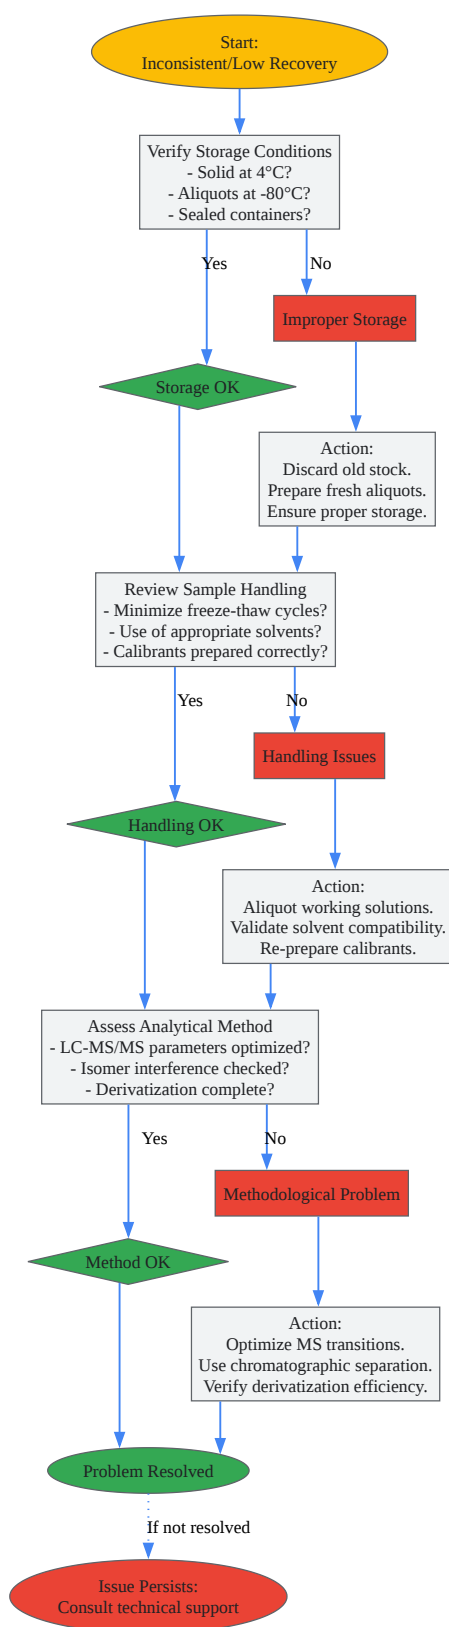 Start:
Inconsistent/Low Recovery
Verify Storage Conditions
- Solid at 4°C?
- Aliquots at -80°C?
- Sealed containers?
Yes
No
Improper Storage
Storage OK
Action:
Discard old stock.
Prepare fresh aliquots.
Ensure proper storage.
Review Sample Handling
- Minimize freeze-thaw cycles?
- Use of appropriate solvents?
- Calibrants prepared correctly?
Yes
No
Handling Issues
Handling OK
Action:
Aliquot working solutions.
Validate solvent compatibility.
Re-prepare calibrants.
Assess Analytical Method
- LC-MS/MS parameters optimized?
- Isomer interference checked?
- Derivatization complete?
Yes
No
Methodological Problem
Method OK
Action:
Optimize MS transitions.
Use chromatographic separation.
Verify derivatization efficiency.
Problem Resolved
If not resolved
Issue Persists:
Consult technical support